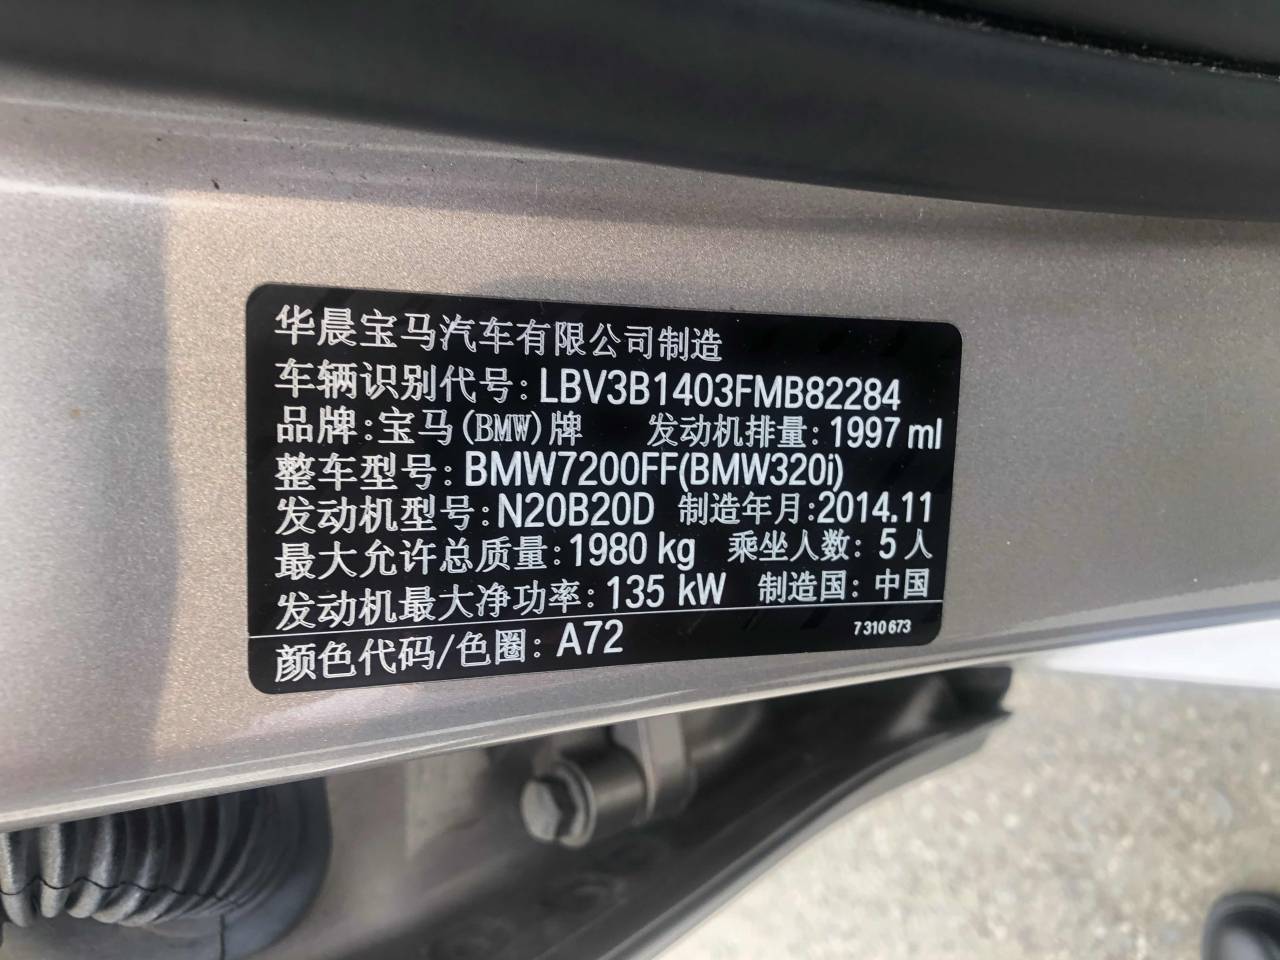 华晨宝马汽车有限公司制造
车辆识别代号: LBV3B1403FMB82284
品牌:宝马(BMW)牌 发动机排量: 1997 ml
整车型号: BMW7200FF(BMW320i)
发动机型号: N20B20D 制造年月:2014.11
最大允许总质量: 1980 kg 乘坐人数: 5 人
发动机最大净功率: 135 kW 制造国: 中国
颜色代码/色圈: A72 7 310 673